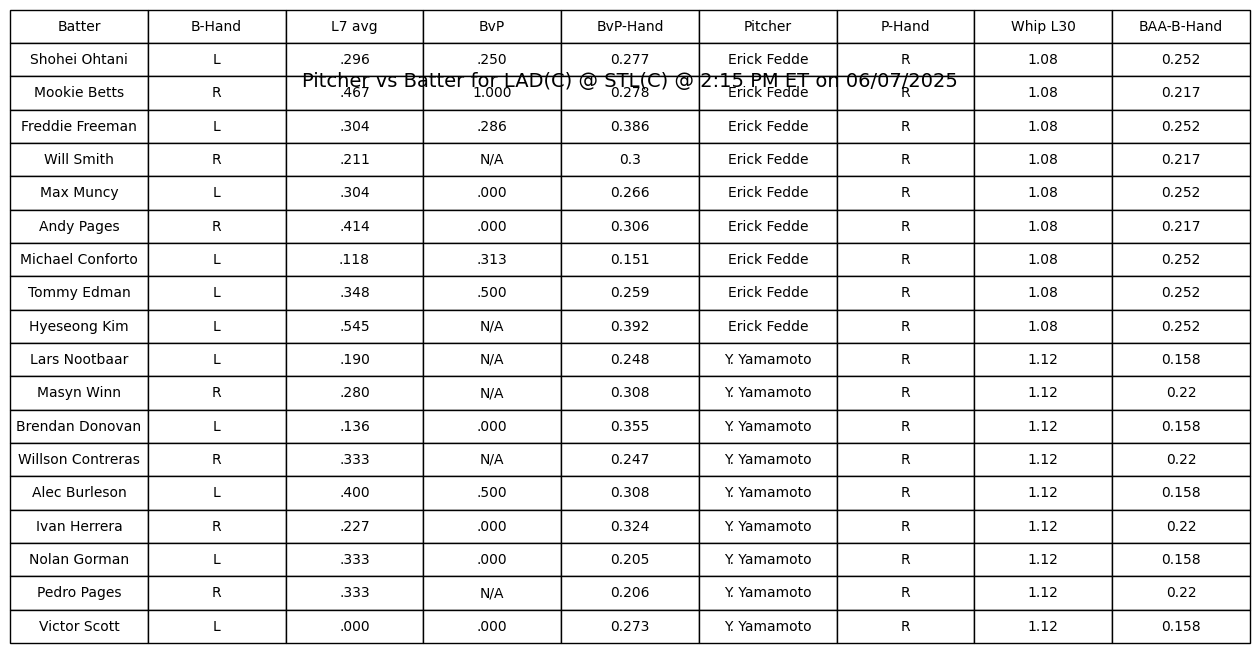 Batter B-Hand L7 avg BvP BvP-Hand Pitcher P-Hand Whip L30 BAA-B-Hand
Shohei Ohtani L .296 .250 0.277 Erick Fedde R 1.08 0.252
Pitcher vs Batter for LAD(C) @ STL(C) @ 2:15 PM ET on 06/07/2025
Mookie Betts R .467 1.000 0.278 Erick Fedde R 1.08 0.217
Freddie Freeman L .304 .286 0.386 Erick Fedde R 1.08 0.252
Will Smith R .211 N/A 0.3 Erick Fedde R 1.08 0.217
Max Muncy L .304 .000 0.266 Erick Fedde R 1.08 0.252
Andy Pages R .414 .000 0.306 Erick Fedde R 1.08 0.217
Michael Conforto L .118 .313 0.151 Erick Fedde R 1.08 0.252
Tommy Edman L .348 .500 0.259 Erick Fedde R 1.08 0.252
Hyeseong Kim L .545 N/A 0.392 Erick Fedde R 1.08 0.252
Lars Nootbaar L .190 N/A 0.248 Y. Yamamoto R 1.12 0.158
Masyn Winn R .280 N/A 0.308 Y. Yamamoto R 1.12 0.22
Brendan Donovan L .136 .000 0.355 Y. Yamamoto R 1.12 0.158
Willson Contreras R .333 N/A 0.247 Y. Yamamoto R 1.12 0.22
Alec Burleson L .400 .500 0.308 Y. Yamamoto R 1.12 0.158
Ivan Herrera R .227 .000 0.324 Y. Yamamoto R 1.12 0.22
Nolan Gorman L .333 .000 0.205 Y. Yamamoto R 1.12 0.158
Pedro Pages R .333 N/A 0.206 Y. Yamamoto R 1.12 0.22
Victor Scott L .000 .000 0.273 Y. Yamamoto R 1.12 0.158